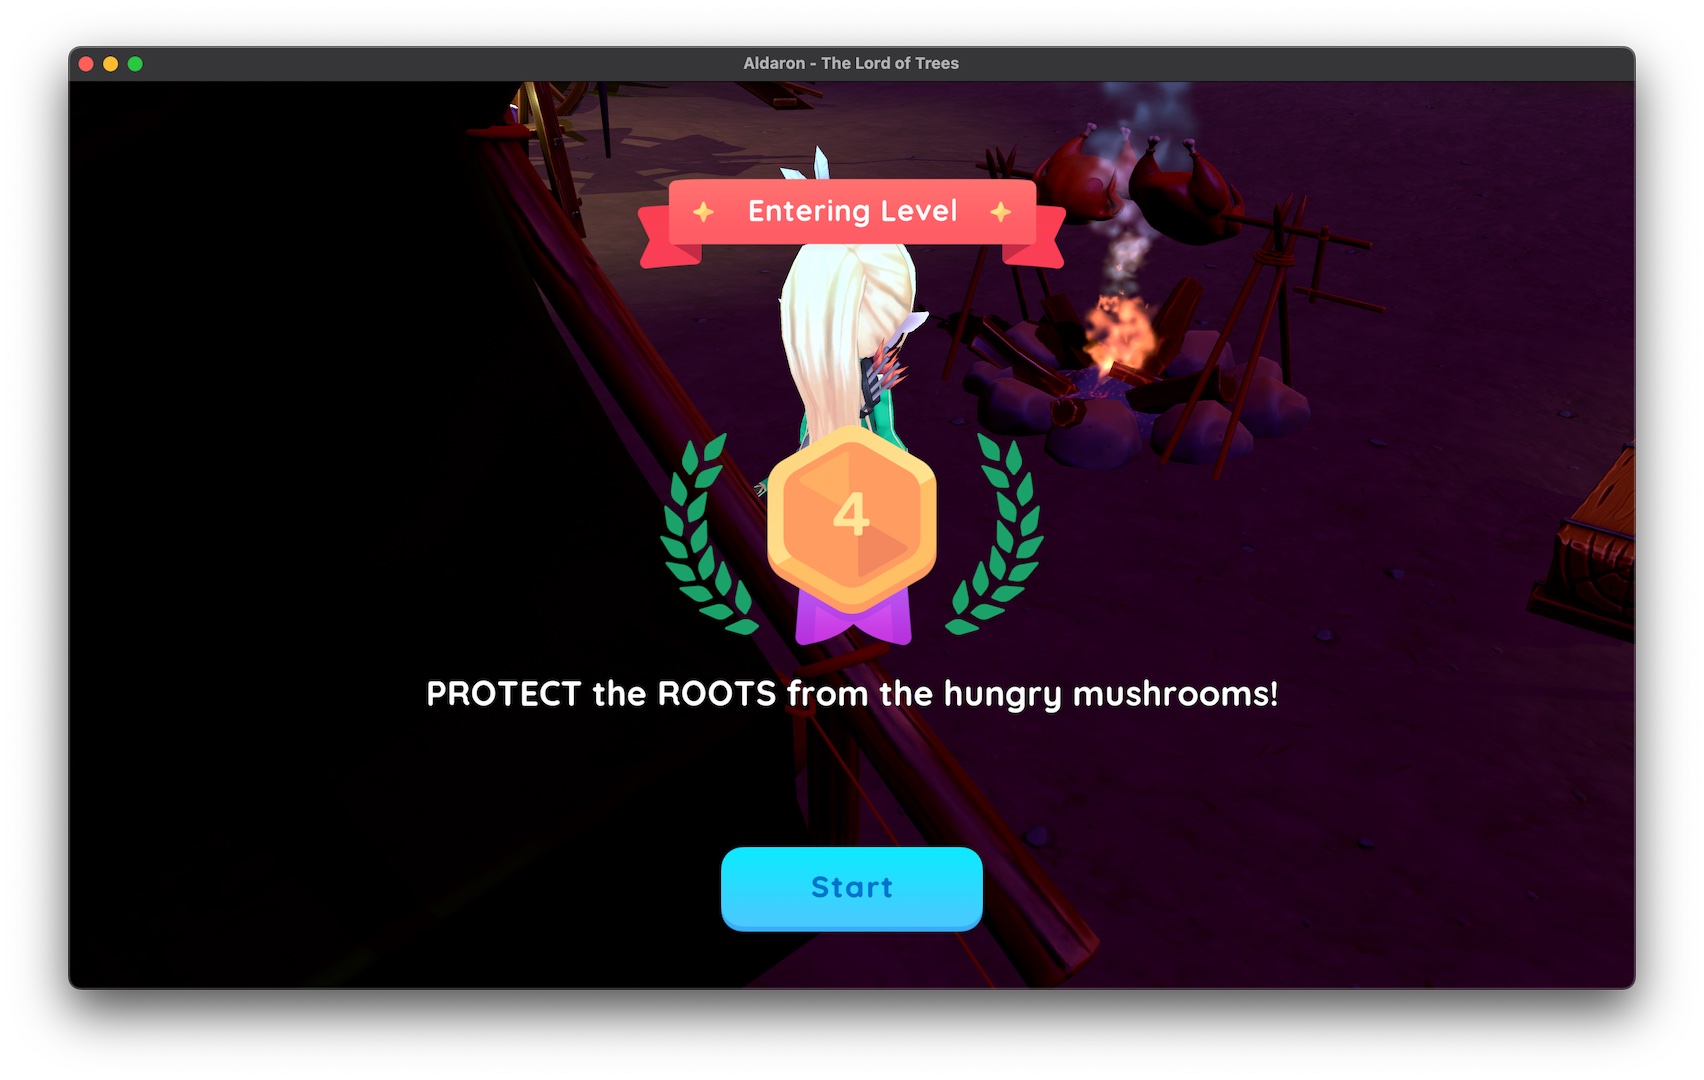 Aldaron - The Lord of Trees
Entering Level
4
PROTECT the ROOTS from the hungry mushrooms!
Start